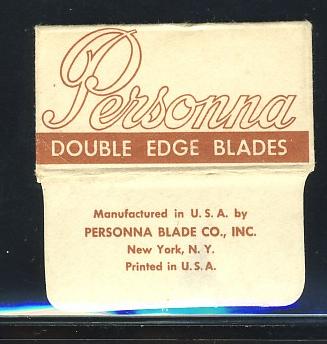 Personna
DOUBLE EDGE BLADES
Manufactured in U.S.A. by
PERSONNA BLADE CO., INC.
New York, N.Y.
Printed in U.S.A.